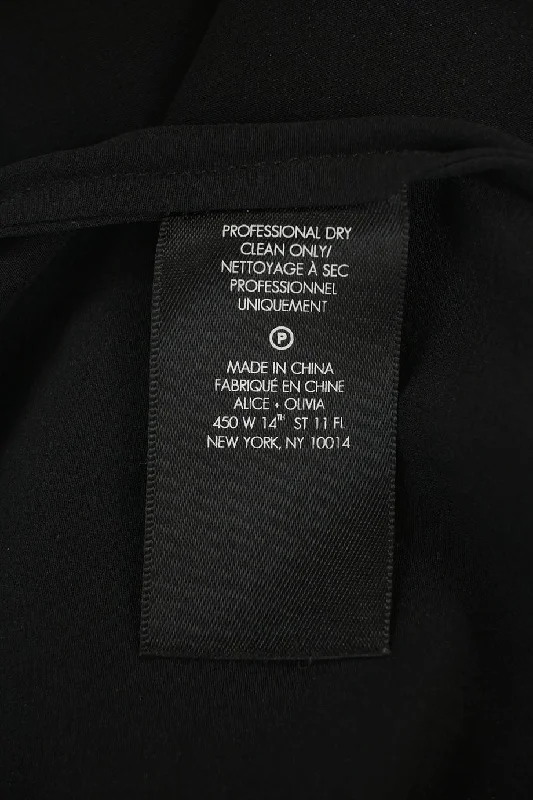 PROFESSIONAL DRY
CLEAN ONLY/
NETTOYAGE À SEC
PROFESSIONNEL
UNIQUEMENT
P
MADE IN CHINA
FABRIQUÉ EN CHINE
ALICE + OLIVIA
450 W 14TH ST 11 FL
NEW YORK, NY 10014